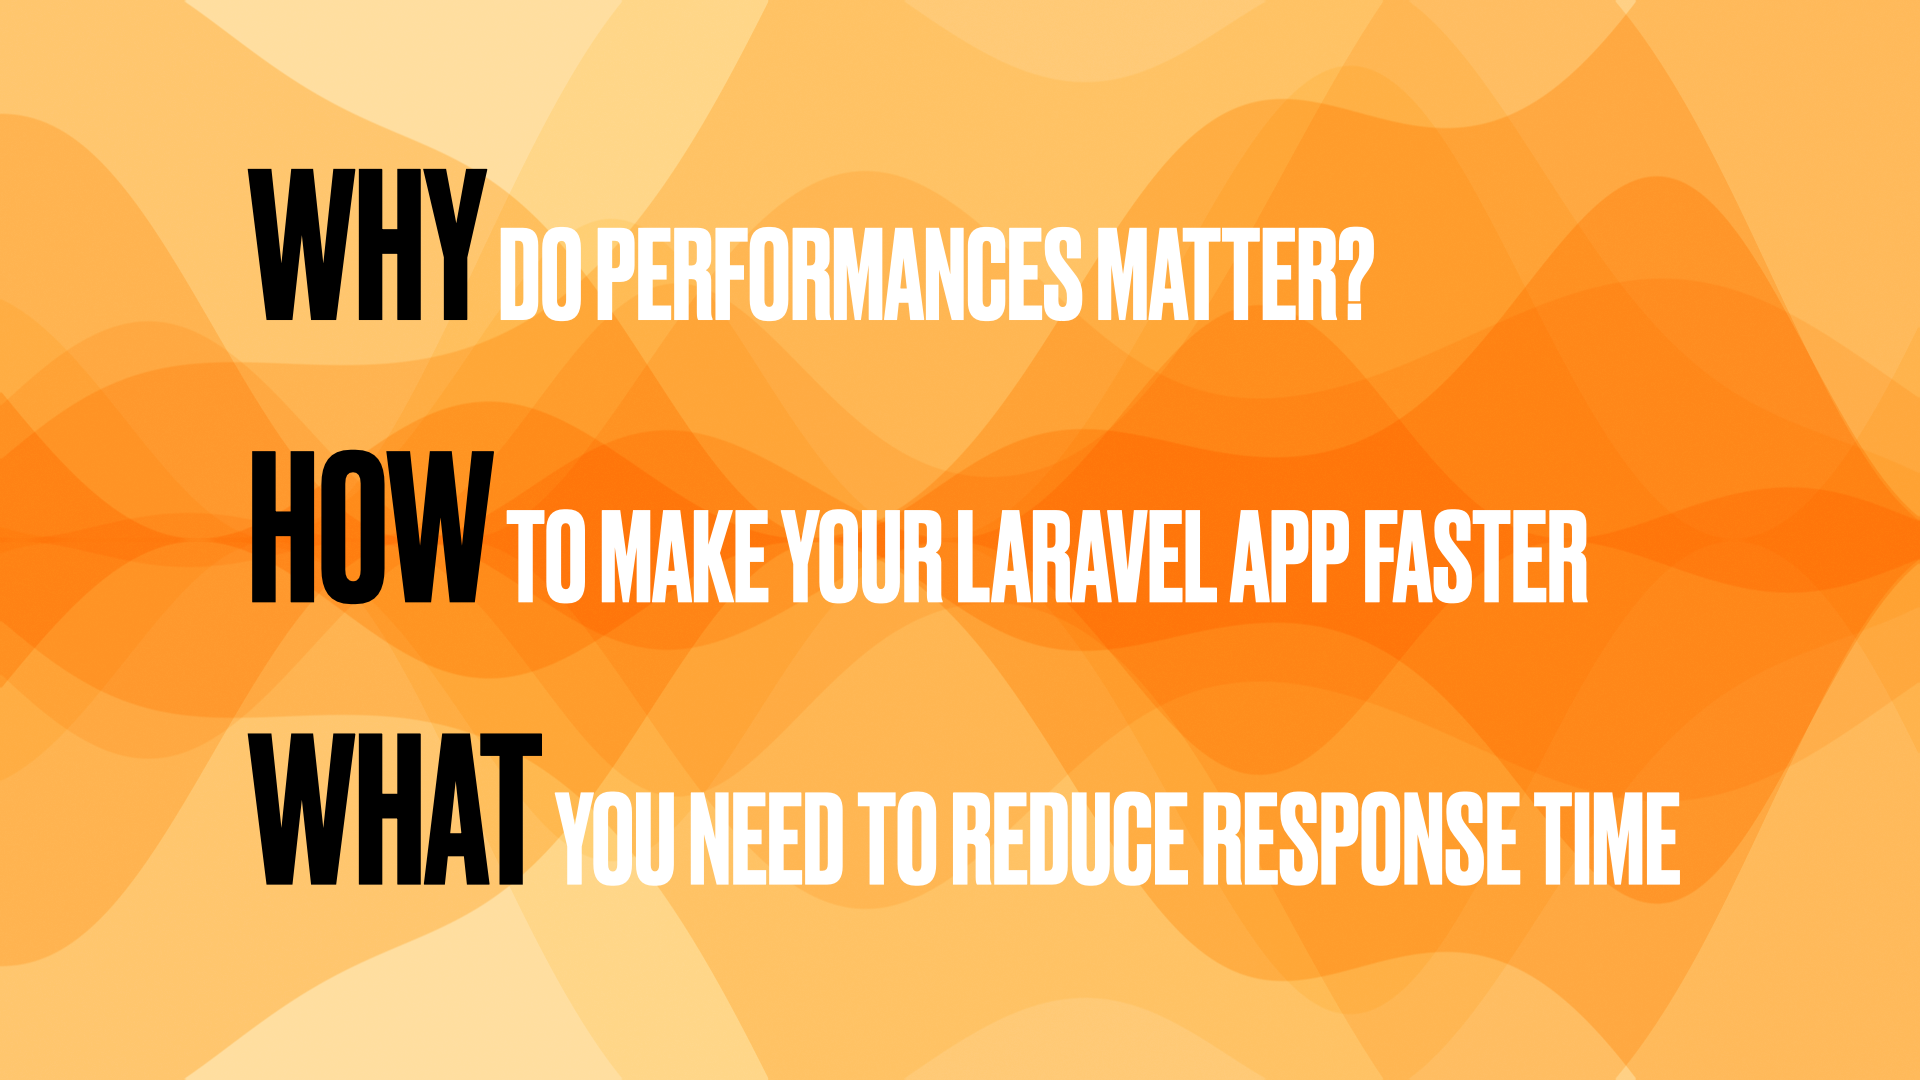 WHY DO PERFORMANCES MATTER?
HOW TO MAKE YOUR LARAVEL APP FASTER
WHAT YOU NEED TO REDUCE RESPONSE TIME